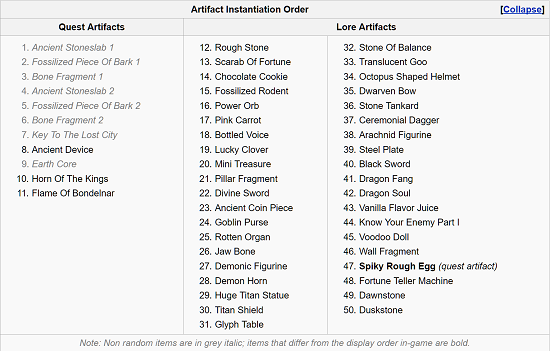 Artifact Instantiation Order
[Collapse]
Quest Artifacts
Lore Artifacts
1. Ancient Stoneslab 1
2. Fossilized Piece Of Bark 1
3. Bone Fragment 1
4. Ancient Stoneslab 2
5. Fossilized Piece Of Bark 2
6. Bone Fragment 2
7. Key To The Lost City
8. Ancient Device
9. Earth Core
10. Horn Of The Kings
11. Flame Of Bondelnar
12. Rough Stone
13. Scarab Of Fortune
14. Chocolate Cookie
15. Fossilized Rodent
16. Power Orb
17. Pink Carrot
18. Bottled Voice
19. Lucky Clover
20. Mini Treasure
21. Pillar Fragment
22. Divine Sword
23. Ancient Coin Piece
24. Goblin Purse
25. Rotten Organ
26. Jaw Bone
27. Demonic Figurine
28. Demon Horn
29. Huge Titan Statue
30. Titan Shield
31. Glyph Table
32. Stone Of Balance
33. Translucent Goo
34. Octopus Shaped Helmet
35. Dwarven Bow
36. Stone Tankard
37. Ceremonial Dagger
38. Arachnid Figurine
39. Steel Plate
40. Black Sword
41. Dragon Fang
42. Dragon Soul
43. Vanilla Flavor Juice
44. Know Your Enemy Part I
45. Voodoo Doll
46. Wall Fragment
47. Spiky Rough Egg (quest artifact)
48. Fortune Teller Machine
49. Dawnstone
50. Duskstone
Note: Non random items are in grey italic; items that differ from the display order in-game are bold.